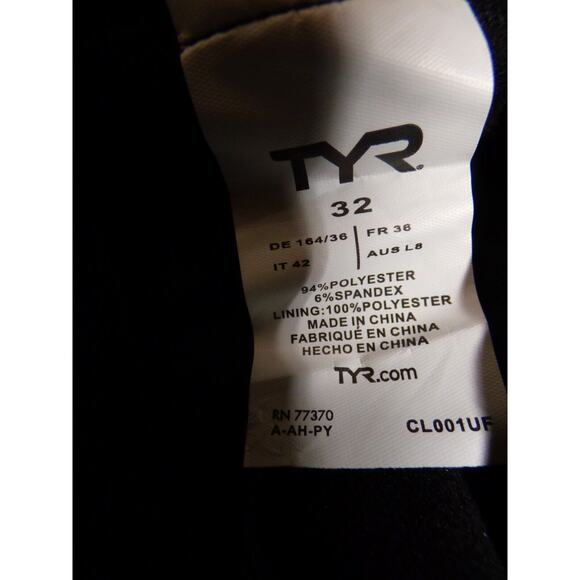 TYR
32
DE 164/36 FR 36
IT 42 AUS L8
94%POLYESTER
6%SPANDEX
LINING:100%POLYESTER
MADE IN CHINA
FABRIQUÉ EN CHINA
HECHO EN CHINA
TYR.com
RN 77370
A-AH-PY CL001UF